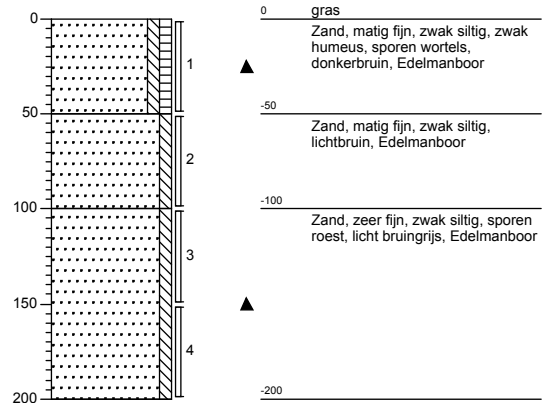 0
50
100
150
200
1
2
3
4
0 gras
Zand, matig fijn, zwak siltig, zwak
humeus, sporen wortels,
donkerbruin, Edelmanboor
-50
Zand, matig fijn, zwak siltig,
lichtbruin, Edelmanboor
-100
Zand, zeer fijn, zwak siltig, sporen
roest, licht bruingrijs, Edelmanboor
-200